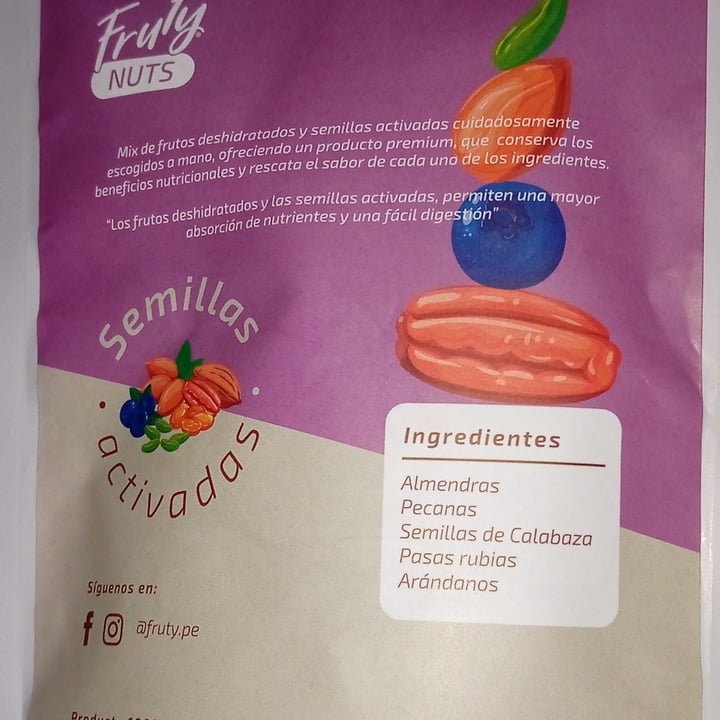 Fruty
NUTS
Mix de frutos deshidratados y semillas activadas cuidadosamente
escogidos a mano, ofreciendo un producto premium, que conserva los
beneficios nutricionales y rescata el sabor de cada uno de los ingredientes.
"Los frutos deshidratados y las semillas activadas, permiten una mayor
absorción de nutrientes y una fácil digestión"
Semillas
activadas
Ingredientes
Almendras
Pecanas
Semillas de Calabaza
Pasas rubias
Arándanos
Síguenos en:
@fruty.pe